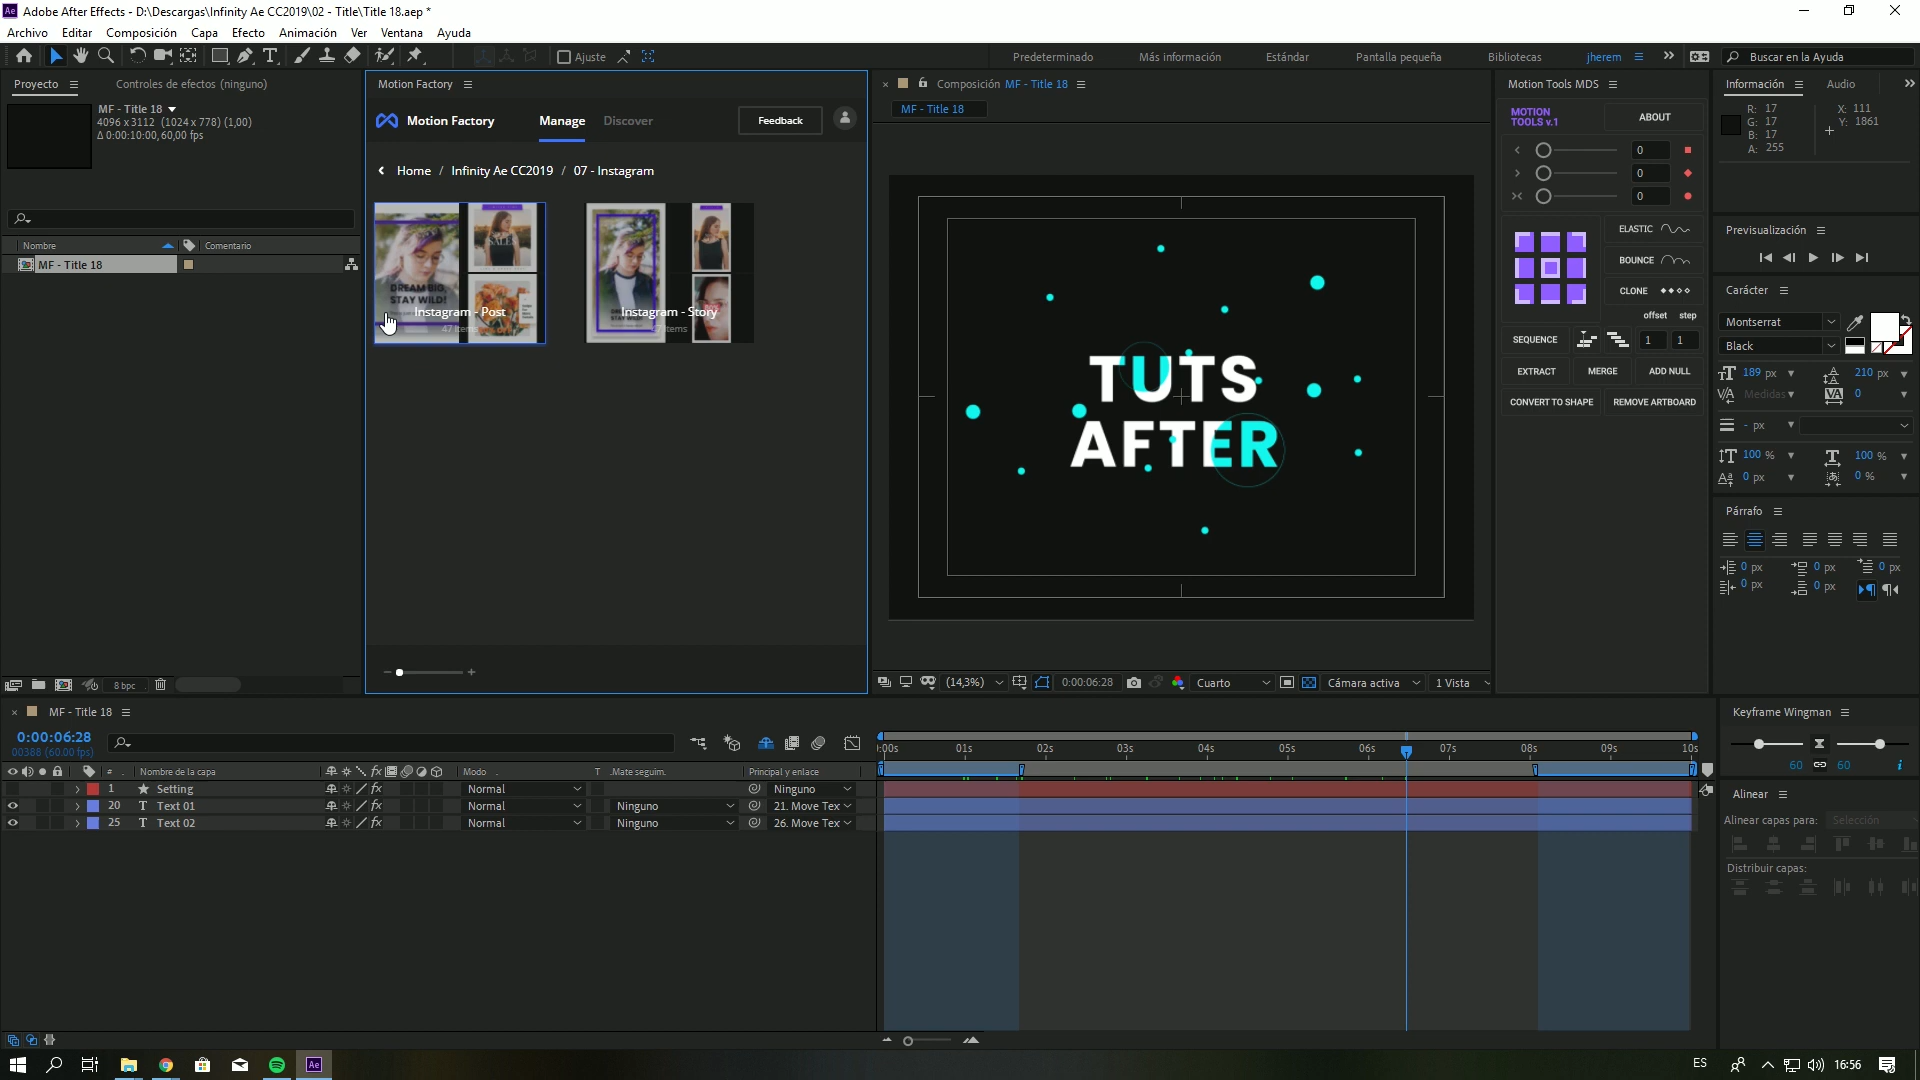 Adobe After Effects - D:\Descargas\Infinity Ae CC2019\02 - Title\Title 18.aep *
Archivo Editar Composición Capa Efecto Animación Ver Ventana Ayuda
Ajuste
Predeterminado Más información Estándar Pantalla pequeña Bibliotecas jherem Buscar en la Ayuda
Proyecto Controles de efectos (ninguno)
MF - Title 18
4096 x 3112 (1024 x 778) (1,00)
Δ 0:00:10:00, 60,00 fps
Nombre Comentario
MF - Title 18
8 bpc
Motion Factory
Motion Factory Manage Discover Feedback
Home / Infinity Ae CC2019 / 07 - Instagram
SALES
DREAM BIG,
STAY WILD!
Instagram - Post
47 Items
Instagram - Story
Composición MF - Title 18
MF - Title 18
TUTS
AFTER
(14,3%) 0:00:06:28 Cuarto Cámara activa 1 Vista
Motion Tools MDS
MOTION
TOOLS v.1
ABOUT
0
0
0
ELASTIC
BOUNCE
CLONE
offset step
SEQUENCE 1 1
EXTRACT MERGE ADD NULL
CONVERT TO SHAPE REMOVE ARTBOARD
Información Audio
R: 17 X: 111
G: 17 Y: 1861
B: 17
A: 255
Previsualización
Carácter
Montserrat
Black
189 px 210 px
Medidas 0
- px
100 % 100 %
0 px 0 %
Párrafo
0 px 0 px 0 px
0 px 0 px
MF - Title 18
0:00:06:28
00388 (60.00 fps)
# Nombre de la capa Modo T .Mate seguim. Principal y enlace
1 Setting Normal Ninguno
20 Text 01 Normal Ninguno 21. Move Tex
25 Text 02 Normal Ninguno 26. Move Tex
):00s 01s 02s 03s 04s 05s 06s 07s 08s 09s 10s
Keyframe Wingman
60 60
Alinear
Alinear capas para: Selección
Distribuir capas:
ES 16:56